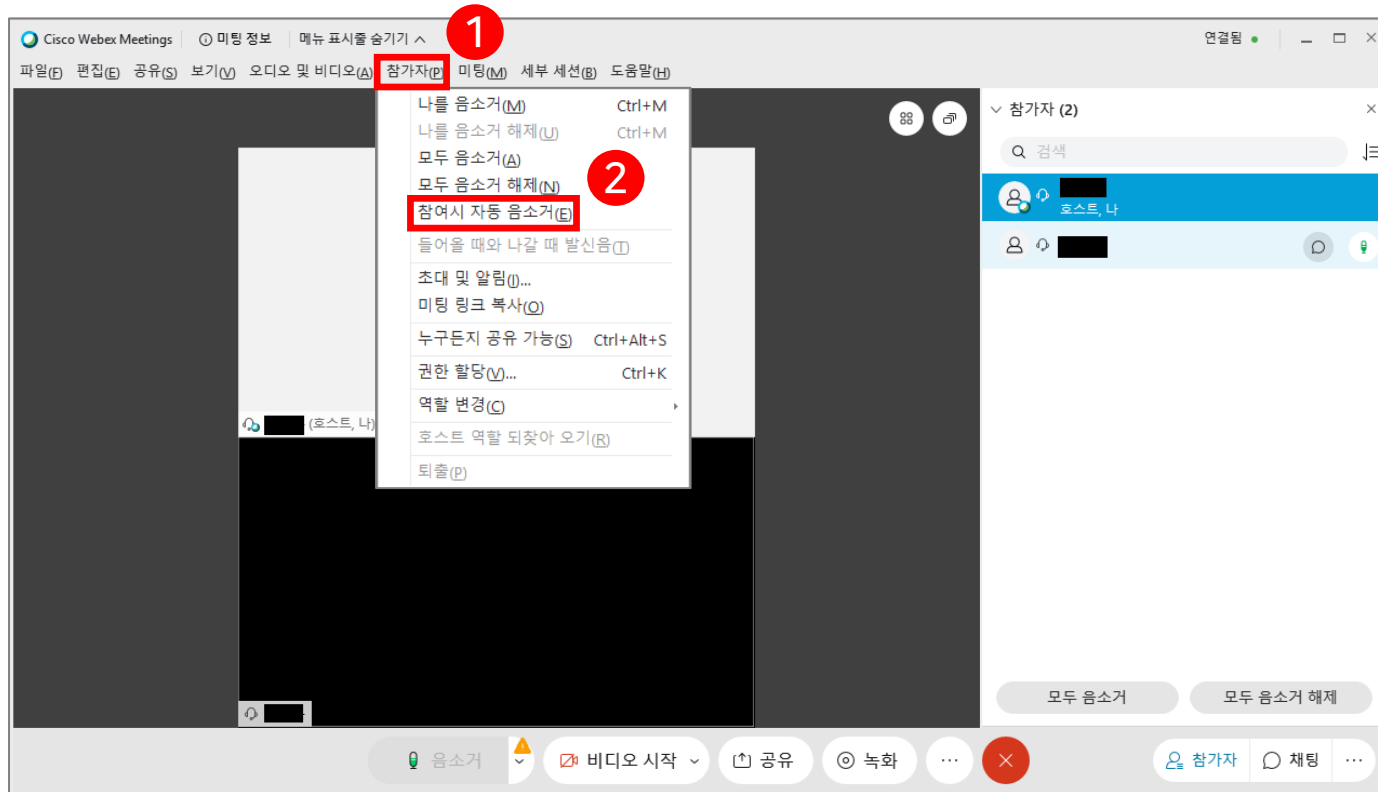 1
Cisco Webex Meetings 미팅 정보 메뉴 표시줄 숨기기 연결됨
파일(F) 편집(E) 공유(S) 보기(V) 오디오 및 비디오(A) 참가자(P) 미팅(M) 세부 세션(B) 도움말(H)
나를 음소거(M) Ctrl+M
나를 음소거 해제(U) Ctrl+M
모두 음소거(A)
모두 음소거 해제(N)
2
참여시 자동 음소거(E)
들어올 때와 나갈 때 발신음(T)
초대 및 알림(I)...
미팅 링크 복사(O)
누구든지 공유 가능(S) Ctrl+Alt+S
권한 할당(V)... Ctrl+K
역할 변경(C)
호스트 역할 되찾아 오기(R)
퇴출(P)
(호스트, 나)
참가자 (2)
검색
호스트, 나
모두 음소거 모두 음소거 해제
음소거 비디오 시작 공유 녹화 ... 참가자 채팅 ...